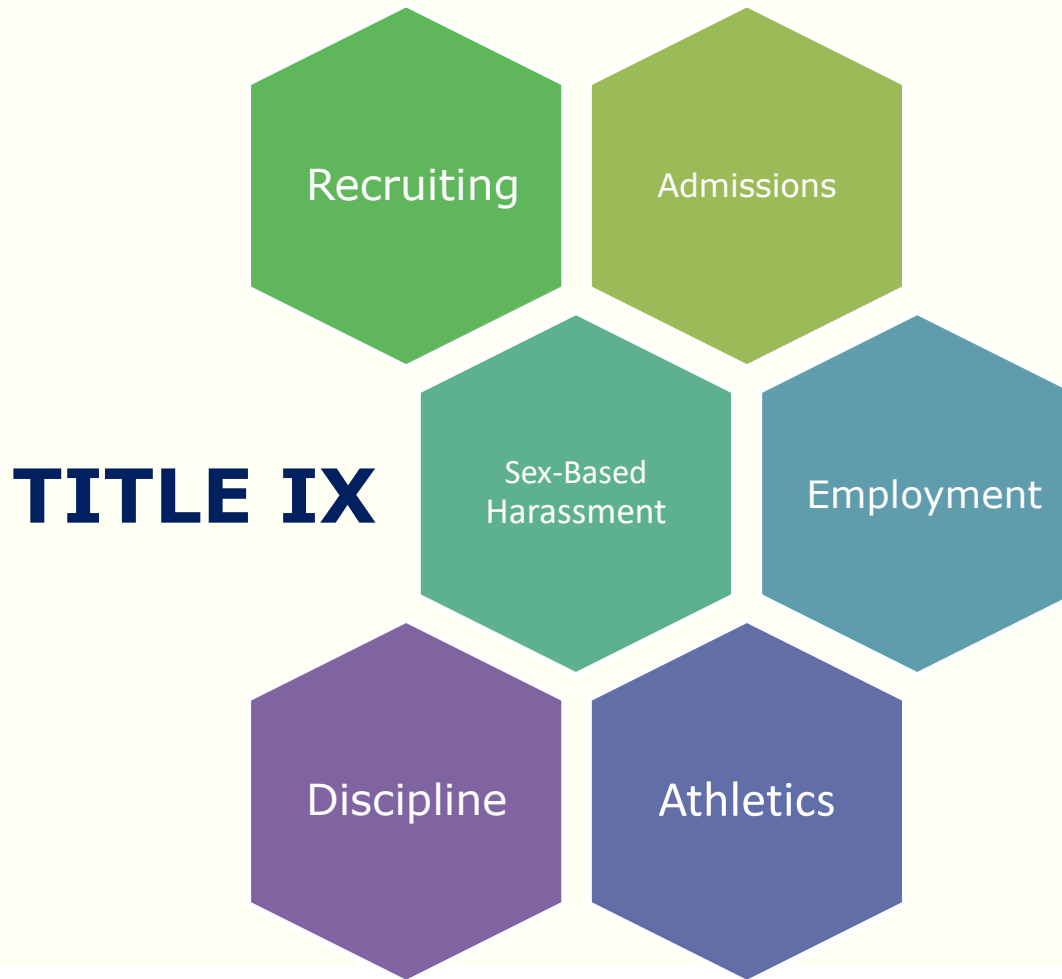 Recruiting
Admissions
TITLE IX
Sex-Based
Harassment
Employment
Discipline
Athletics